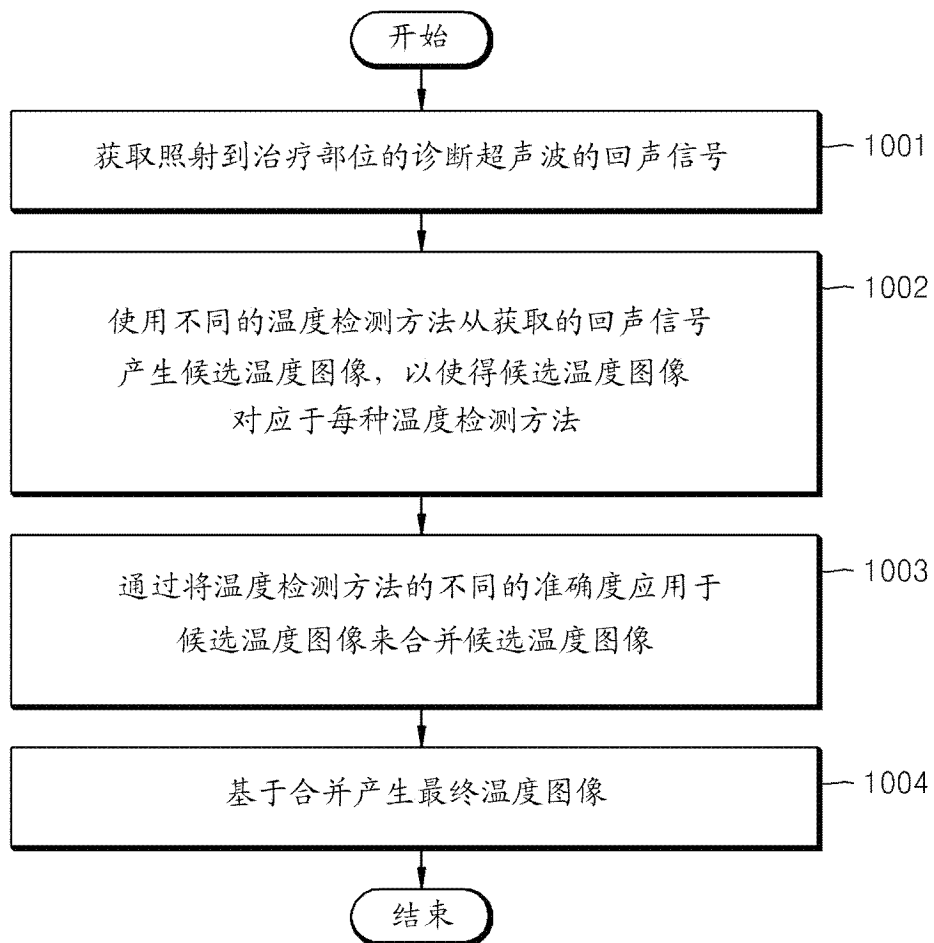 开始
获取照射到治疗部位的诊断超声波的回声信号
1001
使用不同的温度检测方法从获取的回声信号
产生候选温度图像，以使得候选温度图像
对应于每种温度检测方法
1002
通过将温度检测方法的不同的准确度应用于
候选温度图像来合并候选温度图像
1003
基于合并产生最终温度图像
1004
结束